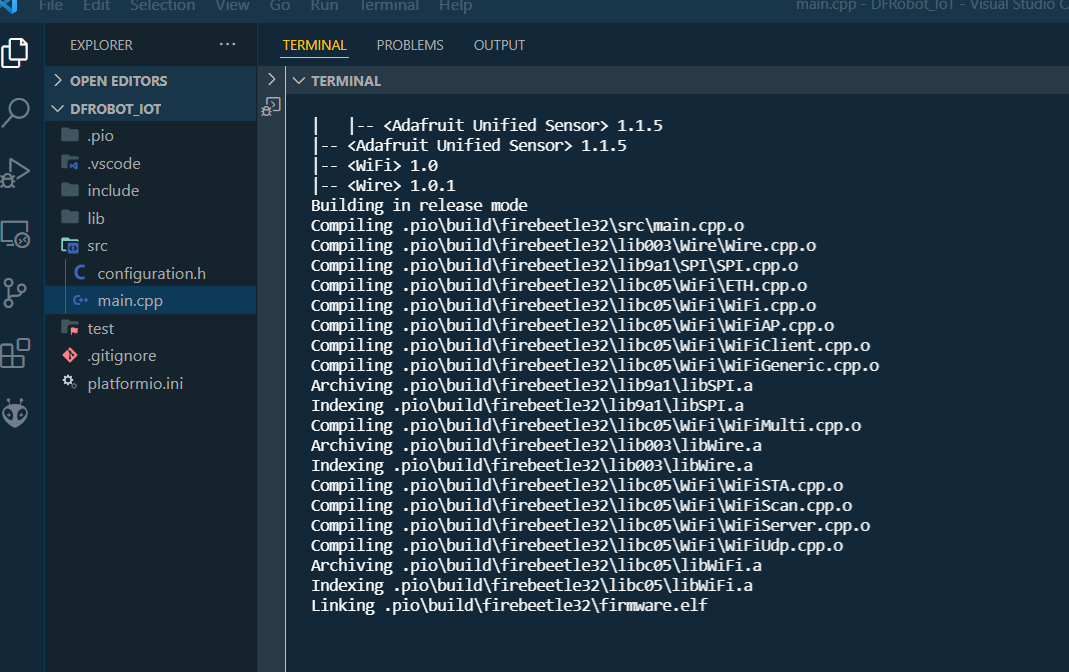 File Edit Selection View Go Run Terminal Help main.cpp - DFRobot_IoT - Visual Studio C
EXPLORER
OPEN EDITORS
DFROBOT_IOT
.pio
.vscode
include
lib
src
configuration.h
main.cpp
test
.gitignore
platformio.ini
TERMINAL PROBLEMS OUTPUT
TERMINAL
|   |-- <Adafruit Unified Sensor> 1.1.5
|-- <Adafruit Unified Sensor> 1.1.5
|-- <WiFi> 1.0
|-- <Wire> 1.0.1
Building in release mode
Compiling .pio\build\firebeetle32\src\main.cpp.o
Compiling .pio\build\firebeetle32\lib003\Wire\Wire.cpp.o
Compiling .pio\build\firebeetle32\lib9a1\SPI\SPI.cpp.o
Compiling .pio\build\firebeetle32\libc05\WiFi\ETH.cpp.o
Compiling .pio\build\firebeetle32\libc05\WiFi\WiFi.cpp.o
Compiling .pio\build\firebeetle32\libc05\WiFi\WiFiAP.cpp.o
Compiling .pio\build\firebeetle32\libc05\WiFi\WiFiClient.cpp.o
Compiling .pio\build\firebeetle32\libc05\WiFi\WiFiGeneric.cpp.o
Archiving .pio\build\firebeetle32\lib9a1\libSPI.a
Indexing .pio\build\firebeetle32\lib9a1\libSPI.a
Compiling .pio\build\firebeetle32\libc05\WiFi\WiFiMulti.cpp.o
Archiving .pio\build\firebeetle32\lib003\libWire.a
Indexing .pio\build\firebeetle32\lib003\libWire.a
Compiling .pio\build\firebeetle32\libc05\WiFi\WiFiSTA.cpp.o
Compiling .pio\build\firebeetle32\libc05\WiFi\WiFiScan.cpp.o
Compiling .pio\build\firebeetle32\libc05\WiFi\WiFiServer.cpp.o
Compiling .pio\build\firebeetle32\libc05\WiFi\WiFiUdp.cpp.o
Archiving .pio\build\firebeetle32\libc05\libWiFi.a
Indexing .pio\build\firebeetle32\libc05\libWiFi.a
Linking .pio\build\firebeetle32\firmware.elf